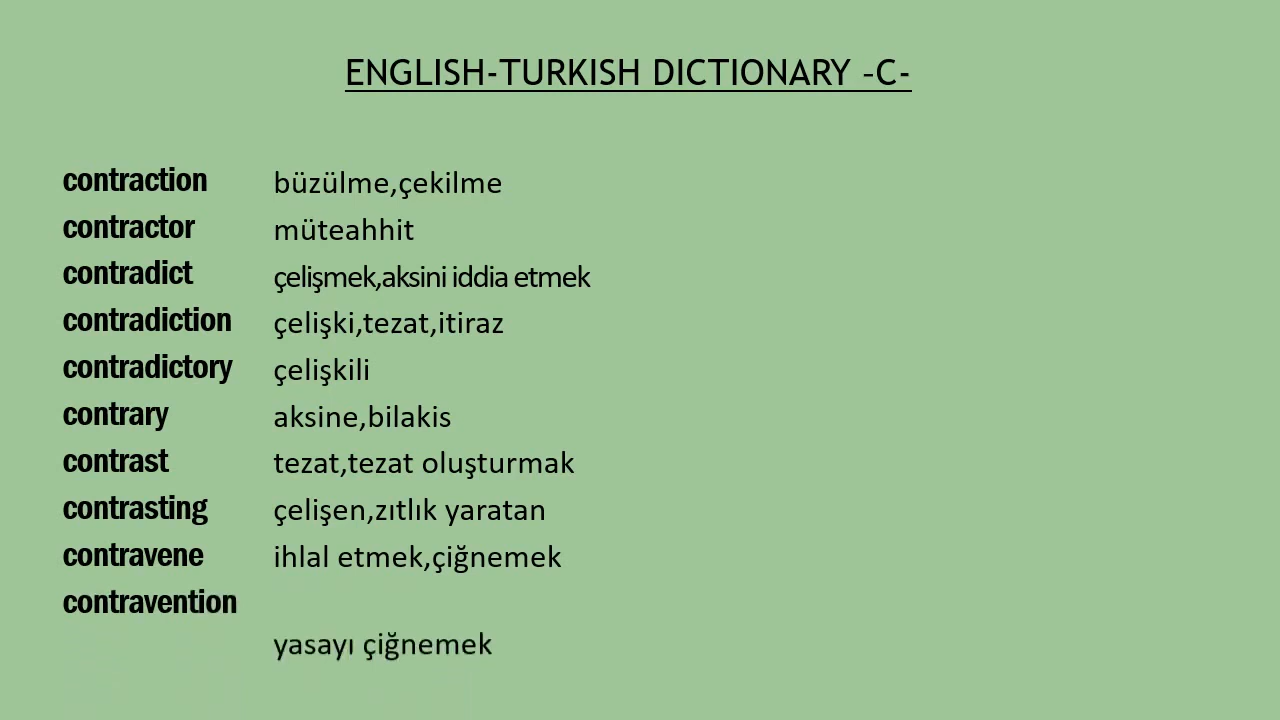 ENGLISH-TURKISH DICTIONARY –C-
contraction büzülme,çekilme
contractor müteahhit
contradict çelişmek,aksini iddia etmek
contradiction çelişki,tezat,itiraz
contradictory çelişkili
contrary aksine,bilakis
contrast tezat,tezat oluşturmak
contrasting çelişen,zıtlık yaratan
contravene ihlal etmek,çiğnemek
contravention
yasayı çiğnemek